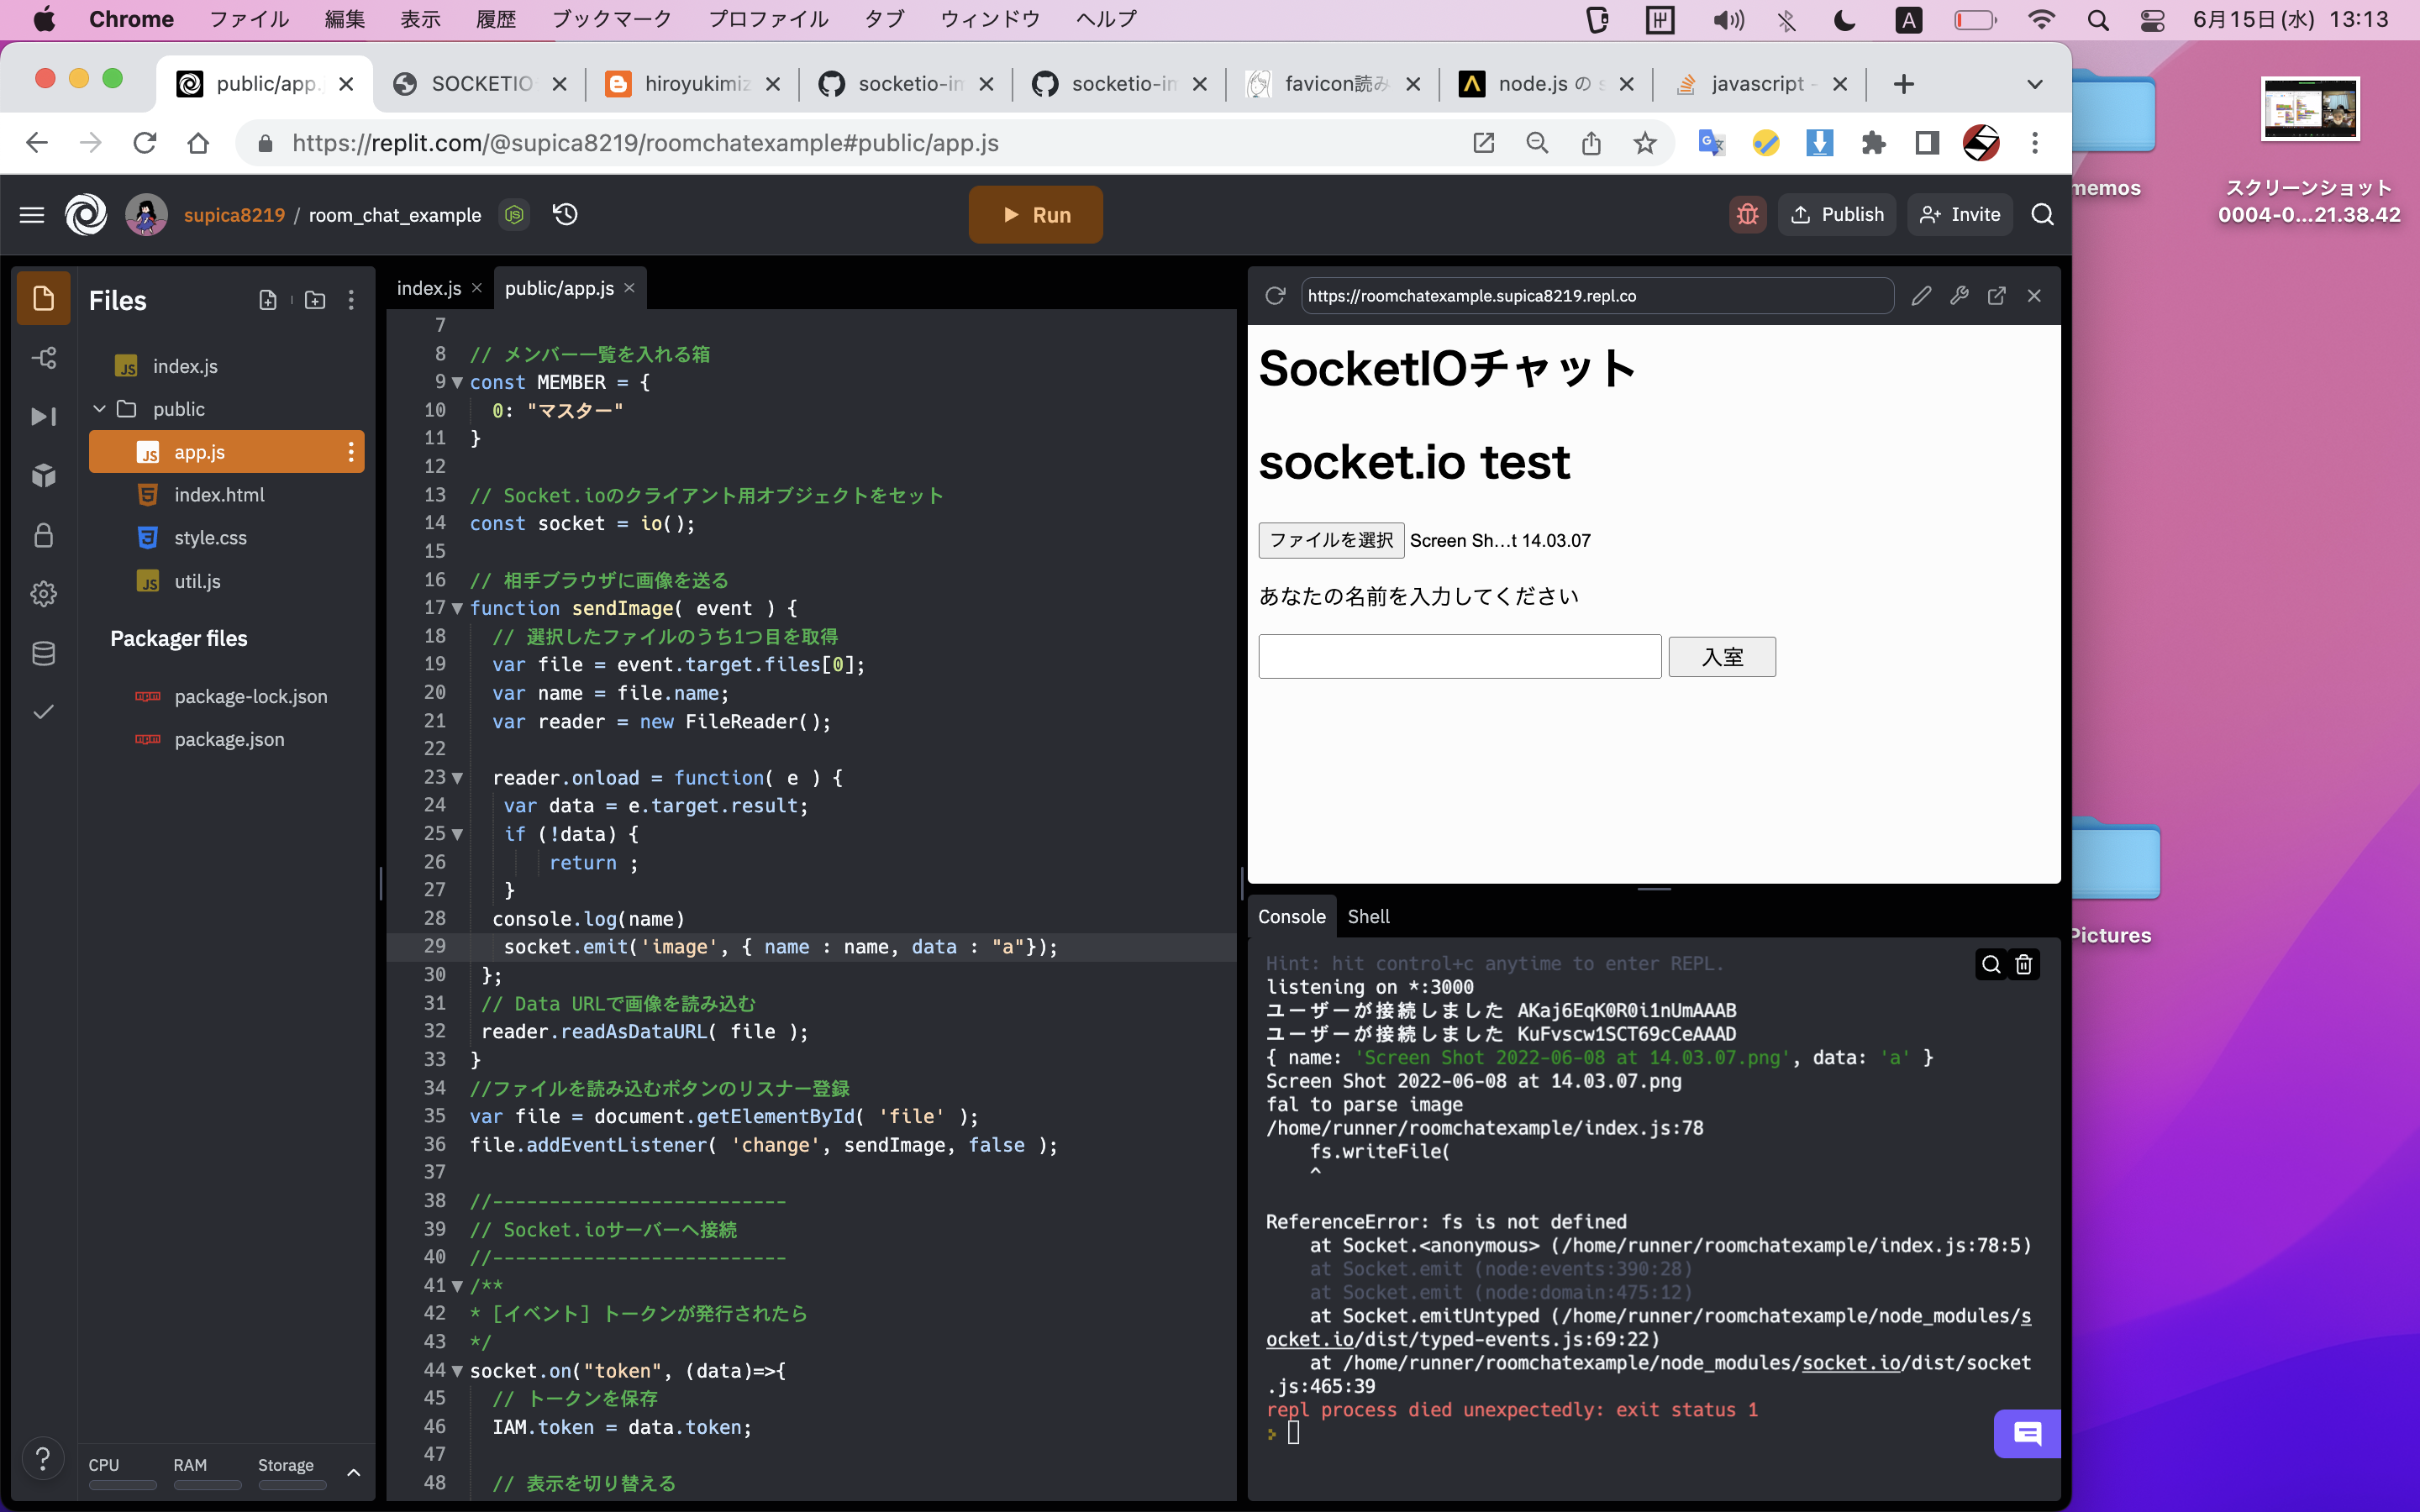 Chrome ファイル 編集 表示 履歴 ブックマーク プロファイル タブ ウィンドウ ヘルプ
A 6月15日(水) 13:13
public/app.j SOCKETIO hiroyukimiz socketio-in socketio-in favicon読み node.js の s javascript -
https://replit.com/@supica8219/roomchatexample#public/app.js
supica8219 / room_chat_example
Run
Publish
Invite
Files
index.js
public
app.js
index.html
style.css
util.js
Packager files
package-lock.json
package.json
CPU RAM Storage
index.js public/app.js
7
8 // メンバー一覧を入れる箱
9 const MEMBER = {
10 0: "マスター"
11 }
12
13 // Socket.ioのクライアント用オブジェクトをセット
14 const socket = io();
15
16 // 相手ブラウザに画像を送る
17 function sendImage( event ) {
18 // 選択したファイルのうち1つ目を取得
19 var file = event.target.files[0];
20 var name = file.name;
21 var reader = new FileReader();
22
23 reader.onload = function( e ) {
24 var data = e.target.result;
25 if (!data) {
26 return ;
27 }
28 console.log(name)
29 socket.emit('image', { name : name, data : "a"});
30 };
31 // Data URLで画像を読み込む
32 reader.readAsDataURL( file );
33 }
34 //ファイルを読み込むボタンのリスナー登録
35 var file = document.getElementById( 'file' );
36 file.addEventListener( 'change', sendImage, false );
37
38 //--------------------------
39 // Socket.ioサーバーへ接続
40 //--------------------------
41 /**
42 * [イベント] トークンが発行されたら
43 */
44 socket.on("token", (data)=>{
45 // トークンを保存
46 IAM.token = data.token;
47
48 // 表示を切り替える
https://roomchatexample.supica8219.repl.co
SocketIOチャット
socket.io test
ファイルを選択 Screen Sh...t 14.03.07
あなたの名前を入力してください
入室
Console Shell
Hint: hit control+c anytime to enter REPL.
listening on *:3000
ユーザーが接続しました AKaj6EqK0R0i1nUmAAAB
ユーザーが接続しました KuFvscw1SCT69cCeAAAD
{ name: 'Screen Shot 2022-06-08 at 14.03.07.png', data: 'a' }
Screen Shot 2022-06-08 at 14.03.07.png
fal to parse image
/home/runner/roomchatexample/index.js:78
fs.writeFile(
^
ReferenceError: fs is not defined
at Socket.<anonymous> (/home/runner/roomchatexample/index.js:78:5)
at Socket.emit (node:events:390:28)
at Socket.emit (node:domain:475:12)
at Socket.emitUntyped (/home/runner/roomchatexample/node_modules/s
ocket.io/dist/typed-events.js:69:22)
at /home/runner/roomchatexample/node_modules/socket.io/dist/socket
.js:465:39
repl process died unexpectedly: exit status 1
memos
スクリーンショット
0004-0...21.38.42
Pictures